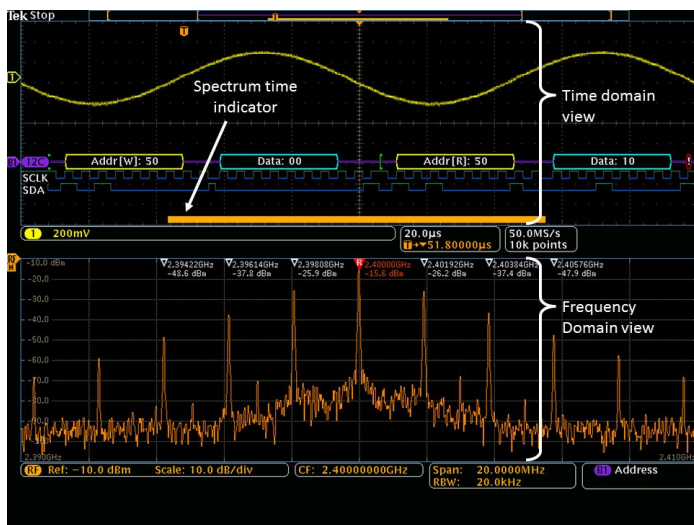 Tek Stop
T
T
Spectrum time
indicator
Time domain
view
1
B1 I2C
Addr[W]: 50
Data: 00
Addr[R]: 50
Data: 10
!
SCLK
SDA
1 200mV
20.0µs
T→▼51.80000µs
50.0MS/s
10k points
RF
-10.0 dBm
2.39422GHz
-48.6 dBm
2.39614GHz
-37.8 dBm
2.39808GHz
-25.9 dBm
R
2.40000GHz
-15.6 dBm
2.40192GHz
-26.2 dBm
2.40384GHz
-37.4 dBm
2.40576GHz
-47.9 dBm
-20.0
-30.0
-40.0
-50.0
-60.0
-70.0
-80.0
-90.0
Frequency
Domain view
2.390GHz
2.410GHz
RF Ref: -10.0 dBm
Scale: 10.0 dB/div
CF: 2.40000000GHz
Span: 20.0000MHz
RBW: 20.0kHz
B1 Address